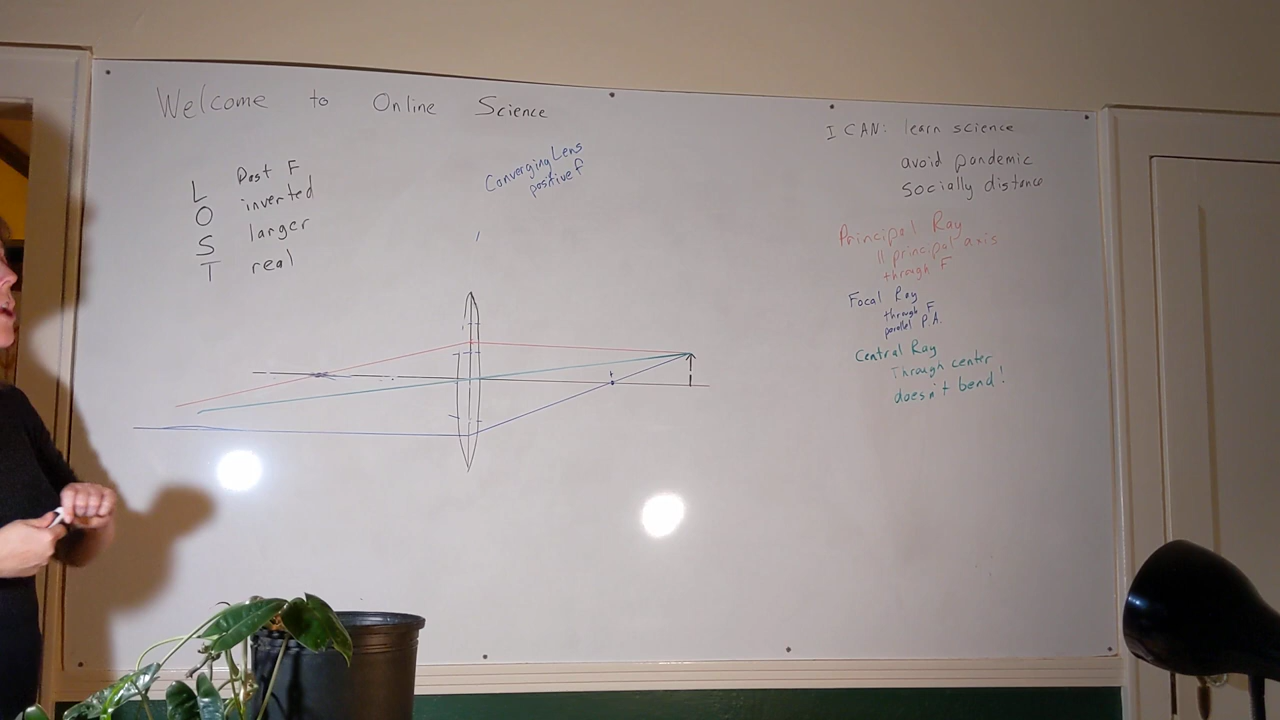 Welcome to Online Science
L Past F
O inverted
S larger
T real
Converging Lens
positive f
I CAN: learn science
avoid pandemic
socially distance
Principal Ray
|| principal axis
through F
Focal Ray
through F
parallel P.A.
Central Ray
Through center
doesn't bend!